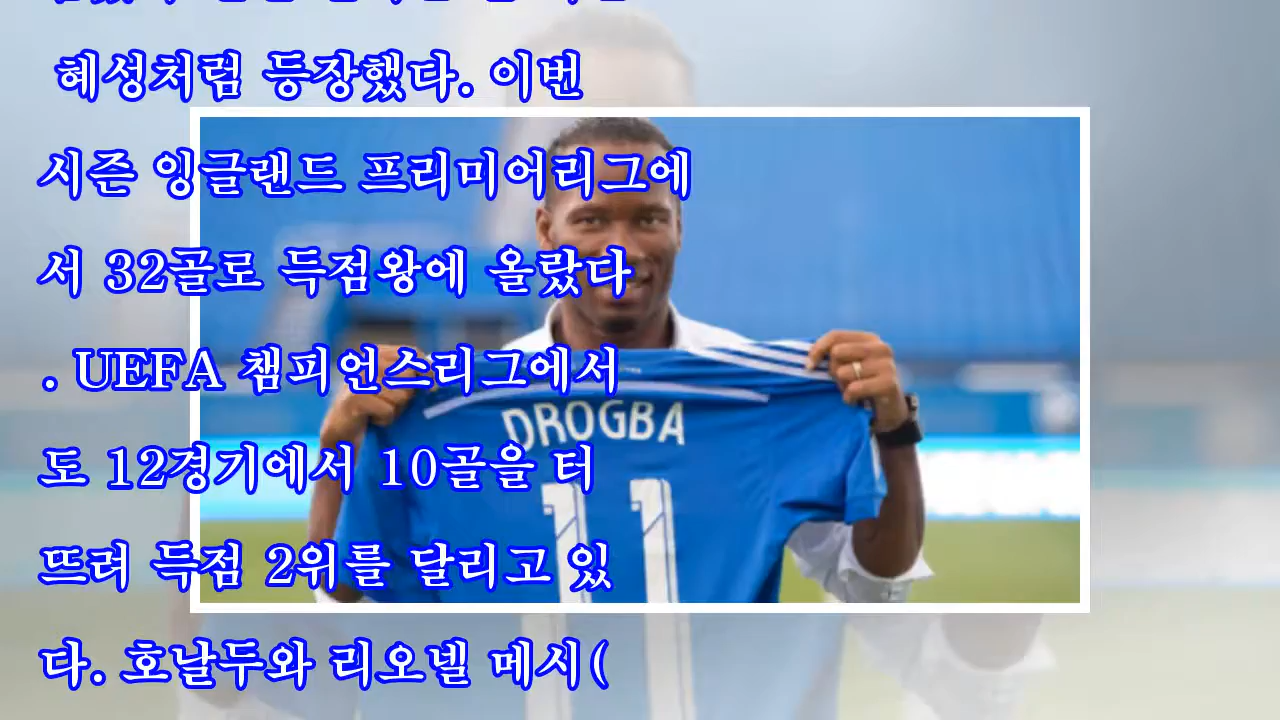 혜성처럼 등장했다. 이번
시즌 잉글랜드 프리미어리그에
서 32골로 득점왕에 올랐다
. UEFA 챔피언스리그에서
도 12경기에서 10골을 터
뜨려 득점 2위를 달리고 있
다. 호날두와 리오넬 메시(
DROGBA
11